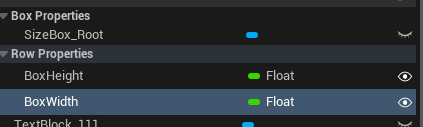 Box Properties
SizeBox_Root
Row Properties
BoxHeight Float
BoxWidth Float
TextBlock_111